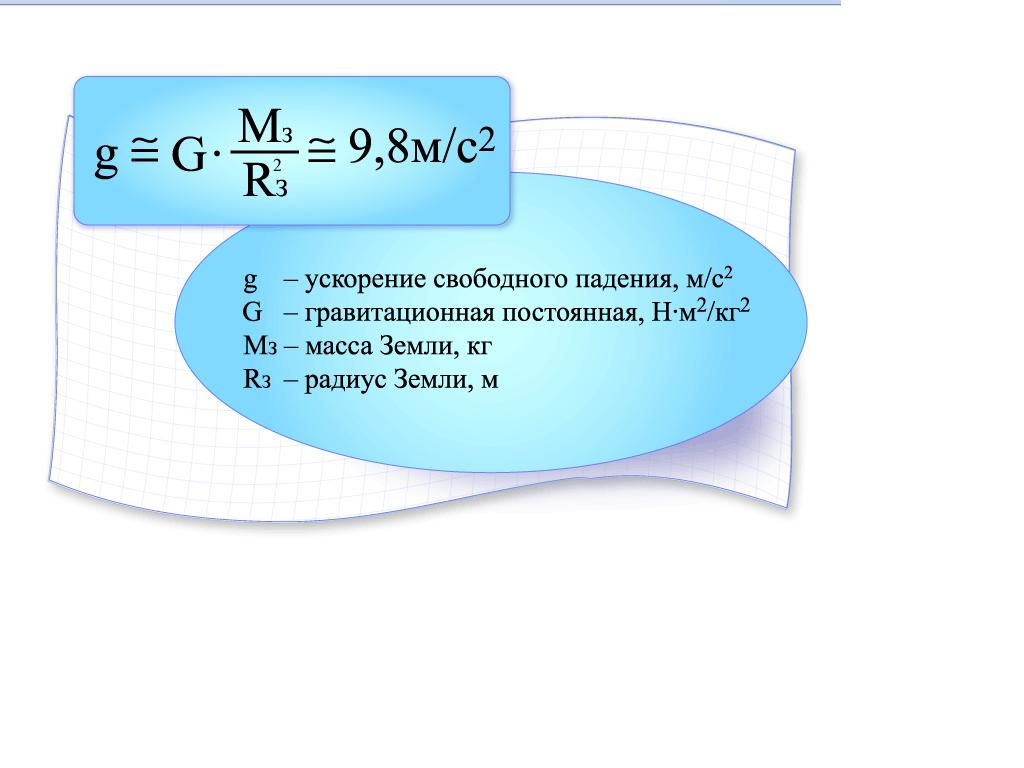 g ≅ G · Mз/Rз² ≅ 9,8м/с²
g – ускорение свободного падения, м/с²
G – гравитационная постоянная, Н·м²/кг²
Mз – масса Земли, кг
Rз – радиус Земли, м